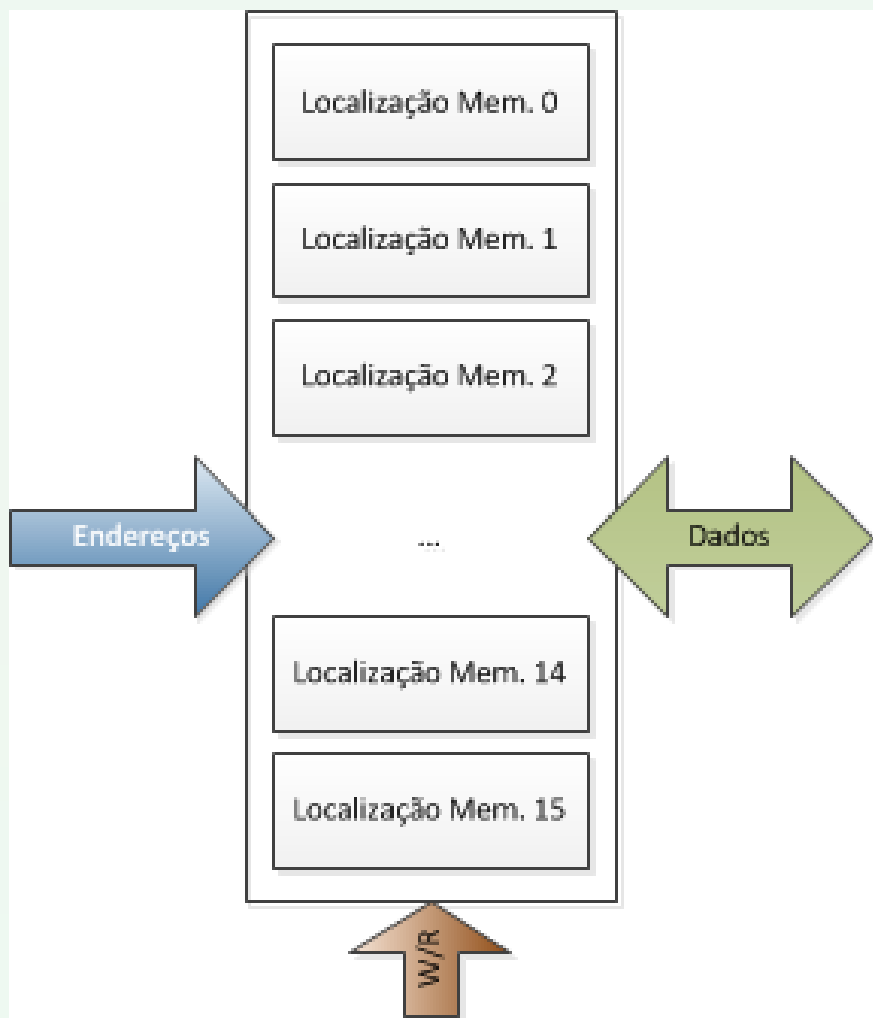 Localização Mem. 0
Localização Mem. 1
Localização Mem. 2
Endereços
...
Dados
Localização Mem. 14
Localização Mem. 15
W/R